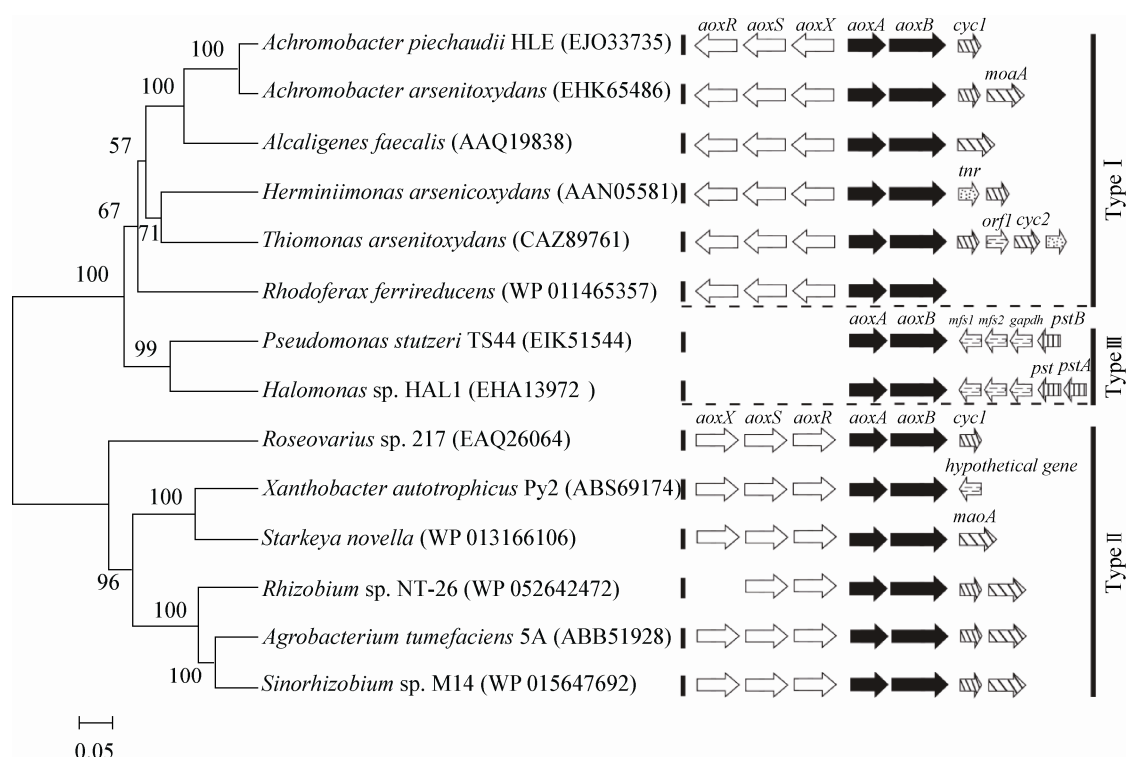 aoxR aoxS aoxX aoxA aoxB cyc1
100 Achromobacter piechaudii HLE (EJO33735)
moaA
100 Achromobacter arsenitoxydans (EHK65486)
57 Alcaligenes faecalis (AAQ19838)
tnr
Herminiimonas arsenicoxydans (AAN05581)
67 orf1 cyc2
71 Thiomonas arsenitoxydans (CAZ89761)
Type I
100 Rhodoferax ferrireducens (WP 011465357)
aoxA aoxB mfs1 mfs2 gapdh pstB
99 Pseudomonas stutzeri TS44 (EIK51544)
pst pstA
Halomonas sp. HAL1 (EHA13972 )
Type III
aoxX aoxS aoxR aoxA aoxB cyc1
Roseovarius sp. 217 (EAQ26064)
hypothetical gene
100 Xanthobacter autotrophicus Py2 (ABS69174)
maoA
Starkeya novella (WP 013166106)
96 Rhizobium sp. NT-26 (WP 052642472)
Type II
100 Agrobacterium tumefaciens 5A (ABB51928)
100 Sinorhizobium sp. M14 (WP 015647692)
0.05